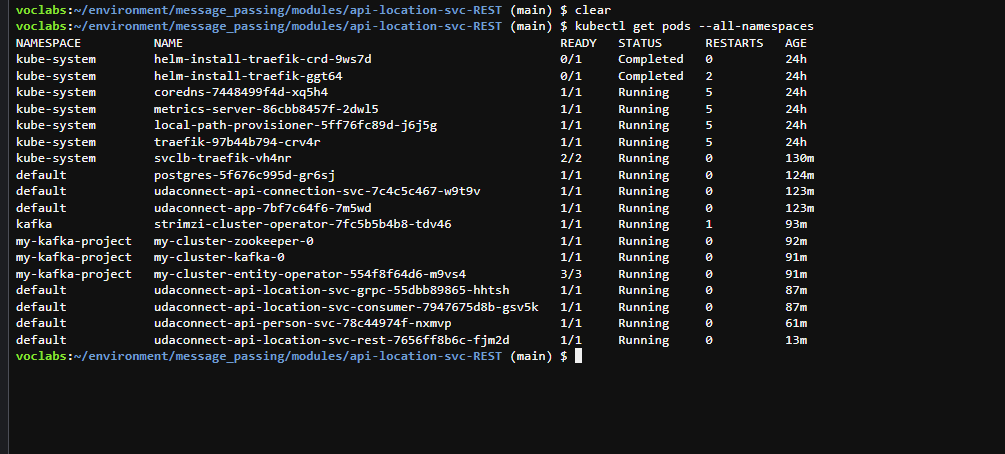 voclabs:~/environment/message_passing/modules/api-location-svc-REST (main) $ clear
voclabs:~/environment/message_passing/modules/api-location-svc-REST (main) $ kubectl get pods --all-namespaces
NAMESPACE NAME READY STATUS RESTARTS AGE
kube-system helm-install-traefik-crd-9ws7d 0/1 Completed 0 24h
kube-system helm-install-traefik-ggt64 0/1 Completed 2 24h
kube-system coredns-7448499f4d-xq5h4 1/1 Running 5 24h
kube-system metrics-server-86cbb8457f-2dwl5 1/1 Running 5 24h
kube-system local-path-provisioner-5ff76fc89d-j6j5g 1/1 Running 5 24h
kube-system traefik-97b44b794-crv4r 1/1 Running 5 24h
kube-system svclb-traefik-vh4nr 2/2 Running 0 130m
default postgres-5f676c995d-gr6sj 1/1 Running 0 124m
default udaconnect-api-connection-svc-7c4c5c467-w9t9v 1/1 Running 0 123m
default udaconnect-app-7bf7c64f6-7m5wd 1/1 Running 0 123m
kafka strimzi-cluster-operator-7fc5b5b4b8-tdv46 1/1 Running 1 93m
my-kafka-project my-cluster-zookeeper-0 1/1 Running 0 92m
my-kafka-project my-cluster-kafka-0 1/1 Running 0 91m
my-kafka-project my-cluster-entity-operator-554f8f64d6-m9vs4 3/3 Running 0 91m
default udaconnect-api-location-svc-grpc-55dbb89865-hhtsh 1/1 Running 0 87m
default udaconnect-api-location-svc-consumer-7947675d8b-gsv5k 1/1 Running 0 87m
default udaconnect-api-person-svc-78c44974f-nxmvp 1/1 Running 0 61m
default udaconnect-api-location-svc-rest-7656ff8b6c-fjm2d 1/1 Running 0 13m
voclabs:~/environment/message_passing/modules/api-location-svc-REST (main) $